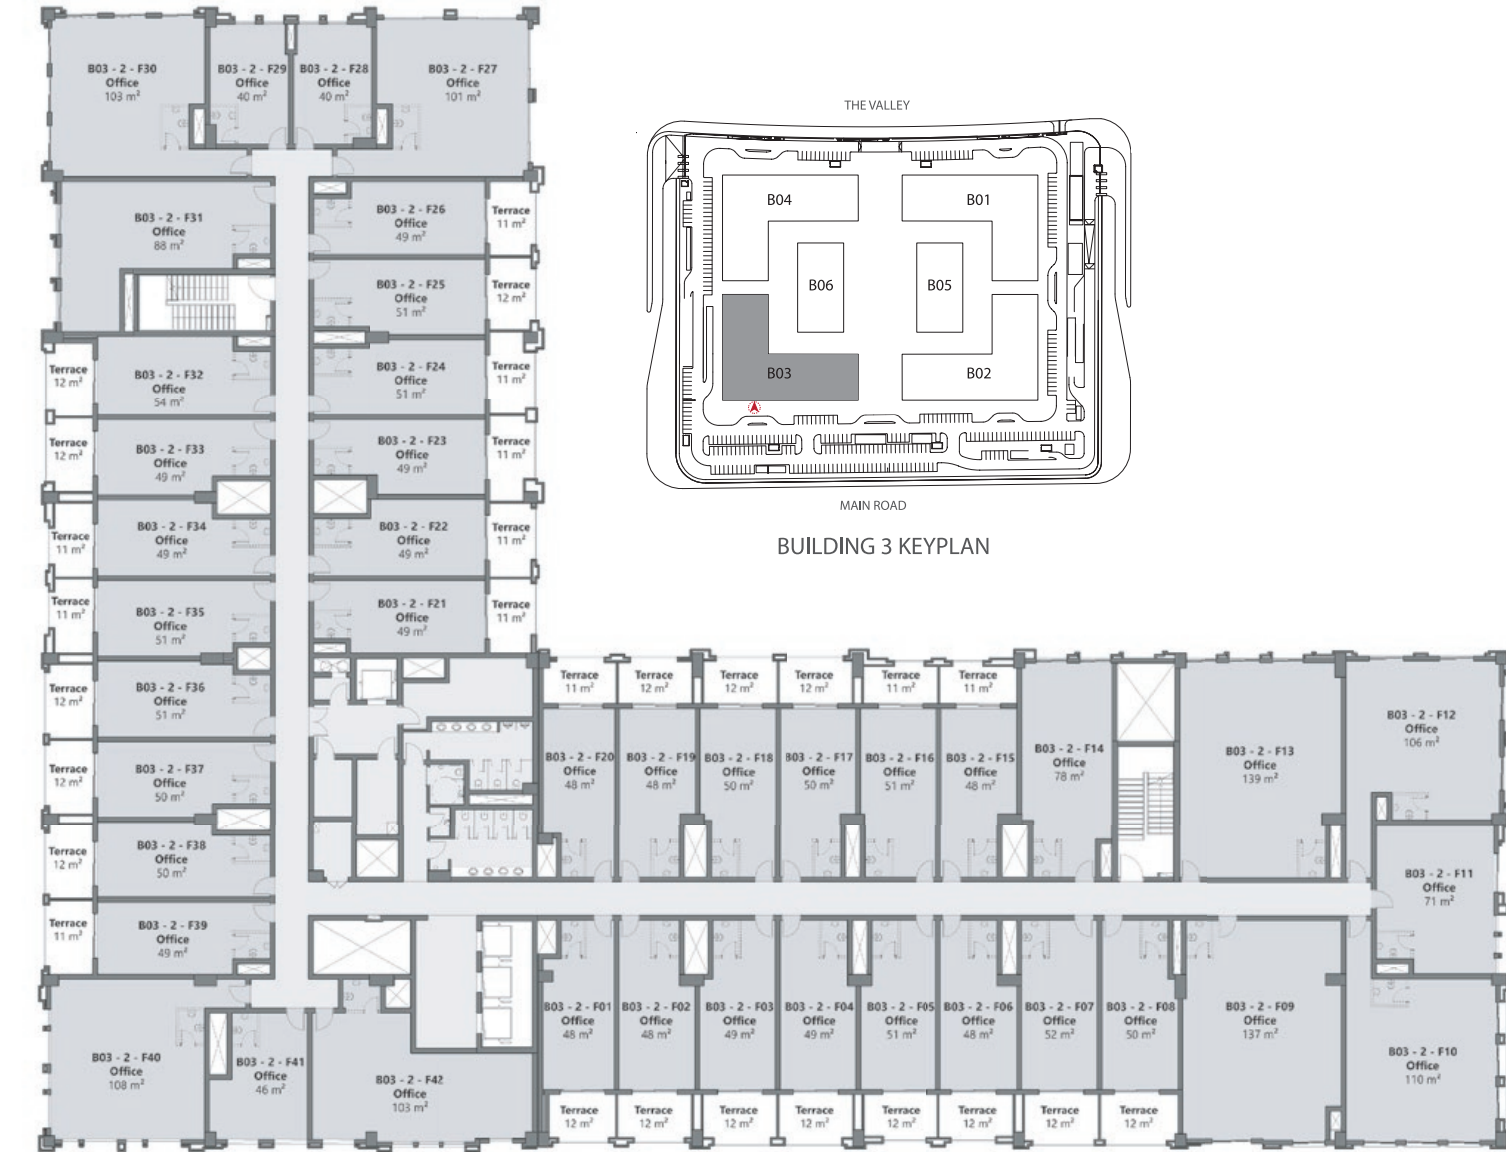 B03 - 2 - F30
Office
103 m²
B03 - 2 - F29
Office
40 m²
B03 - 2 - F28
Office
40 m²
B03 - 2 - F27
Office
101 m²
THE VALLEY
B04
B01
B06
B05
B03
B02
MAIN ROAD
BUILDING 3 KEYPLAN
B03 - 2 - F31
Office
88 m²
B03 - 2 - F26
Office
49 m²
Terrace
11 m²
B03 - 2 - F25
Office
51 m²
Terrace
12 m²
Terrace
12 m²
B03 - 2 - F32
Office
54 m²
B03 - 2 - F24
Office
51 m²
Terrace
11 m²
Terrace
12 m²
B03 - 2 - F33
Office
49 m²
B03 - 2 - F23
Office
49 m²
Terrace
11 m²
Terrace
11 m²
B03 - 2 - F34
Office
49 m²
B03 - 2 - F22
Office
49 m²
Terrace
11 m²
Terrace
11 m²
B03 - 2 - F35
Office
51 m²
B03 - 2 - F21
Office
49 m²
Terrace
11 m²
Terrace
12 m²
B03 - 2 - F36
Office
51 m²
Terrace
12 m²
B03 - 2 - F37
Office
50 m²
Terrace
12 m²
B03 - 2 - F38
Office
50 m²
Terrace
11 m²
B03 - 2 - F39
Office
49 m²
Terrace
11 m²
Terrace
12 m²
Terrace
12 m²
Terrace
12 m²
Terrace
11 m²
Terrace
11 m²
B03 - 2 - F20
Office
48 m²
B03 - 2 - F19
Office
48 m²
B03 - 2 - F18
Office
50 m²
B03 - 2 - F17
Office
50 m²
B03 - 2 - F16
Office
51 m²
B03 - 2 - F15
Office
48 m²
B03 - 2 - F14
Office
78 m²
B03 - 2 - F13
Office
139 m²
B03 - 2 - F12
Office
106 m²
B03 - 2 - F11
Office
71 m²
B03 - 2 - F40
Office
108 m²
B03 - 2 - F41
Office
46 m²
B03 - 2 - F42
Office
103 m²
B03 - 2 - F01
Office
48 m²
B03 - 2 - F02
Office
48 m²
B03 - 2 - F03
Office
49 m²
B03 - 2 - F04
Office
49 m²
B03 - 2 - F05
Office
51 m²
B03 - 2 - F06
Office
48 m²
B03 - 2 - F07
Office
52 m²
B03 - 2 - F08
Office
50 m²
B03 - 2 - F09
Office
137 m²
B03 - 2 - F10
Office
110 m²
Terrace
12 m²
Terrace
12 m²
Terrace
12 m²
Terrace
12 m²
Terrace
12 m²
Terrace
12 m²
Terrace
12 m²
Terrace
12 m²